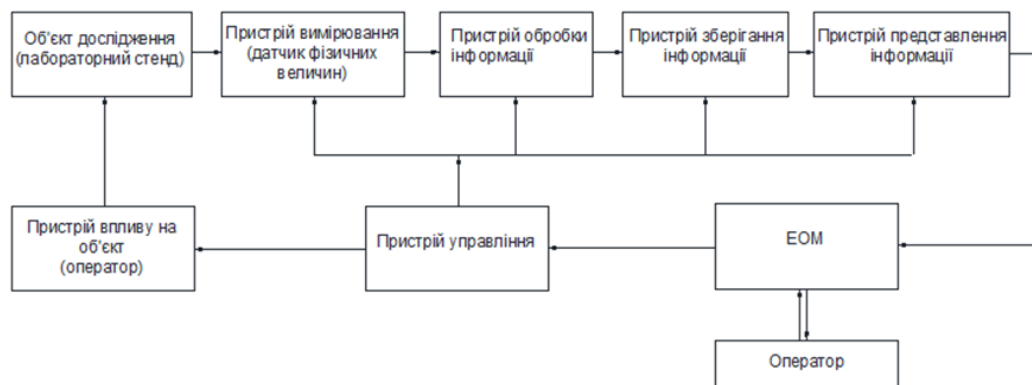 Об'єкт дослідження
(лабораторний стенд)
Пристрій вимірювання
(датчик фізичних
величин)
Пристрій обробки
інформації
Пристрій зберігання
інформації
Пристрій представлення
інформації
Пристрій впливу на
об'єкт
(оператор)
Пристрій управління
ЕОМ
Оператор